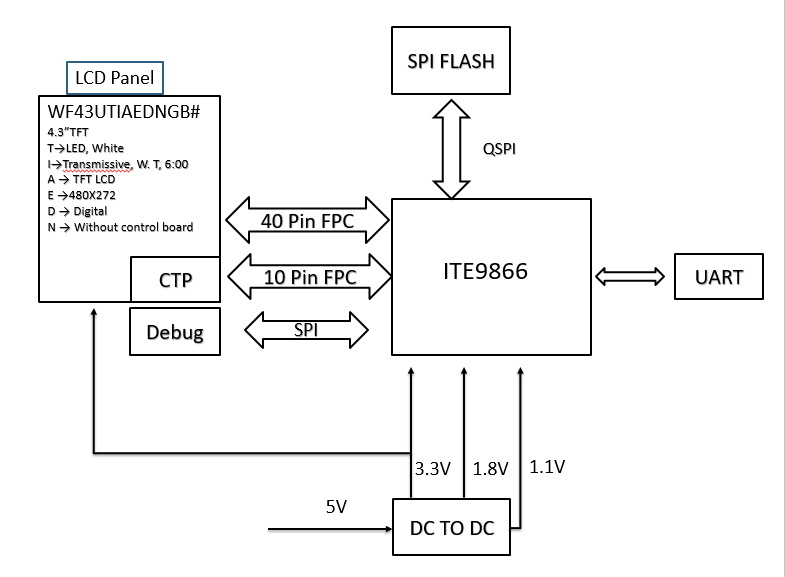 SPI FLASH
LCD Panel
WF43UTIAEDNGB#
4.3”TFT
T→LED, White
I→Transmissive, W. T, 6:00
A → TFT LCD
E →480X272
D → Digital
N → Without control board
QSPI
40 Pin FPC
ITE9866
CTP
10 Pin FPC
UART
Debug
SPI
3.3V
1.8V
1.1V
5V
DC TO DC